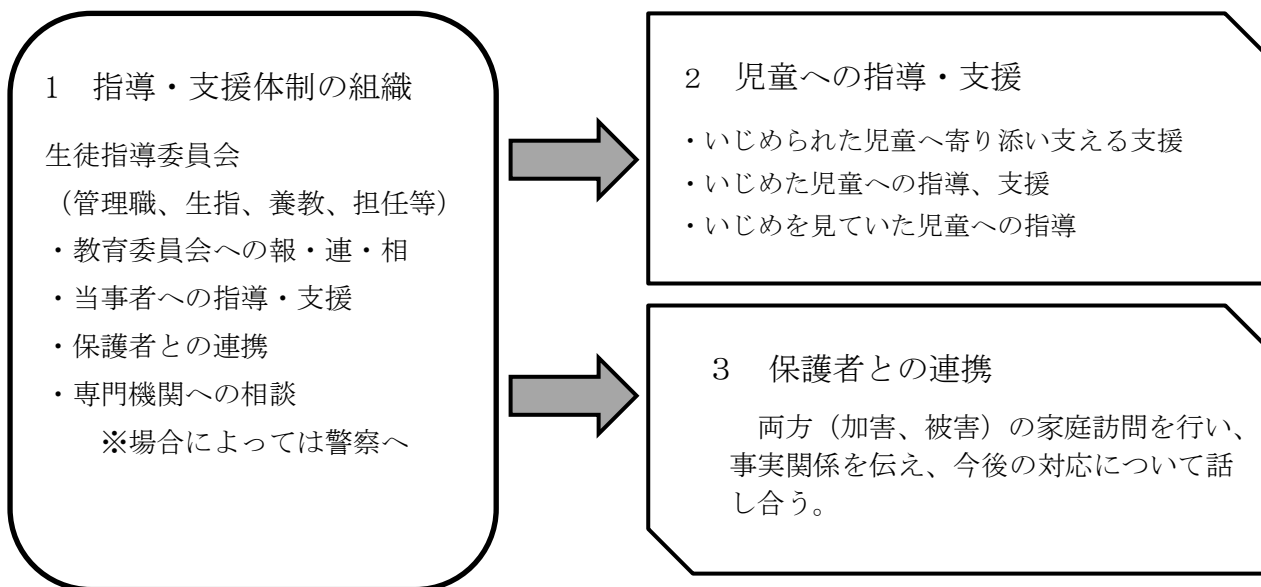 1 指導・支援体制の組織
生徒指導委員会
（管理職、生指、養教、担任等）
・教育委員会への報・連・相
・当事者への指導・支援
・保護者との連携
・専門機関への相談
※場合によっては警察へ
2 児童への指導・支援
・いじめられた児童へ寄り添い支える支援
・いじめた児童への指導、支援
・いじめを見ていた児童への指導
3 保護者との連携
両方（加害、被害）の家庭訪問を行い、
事実関係を伝え、今後の対応について話
し合う。